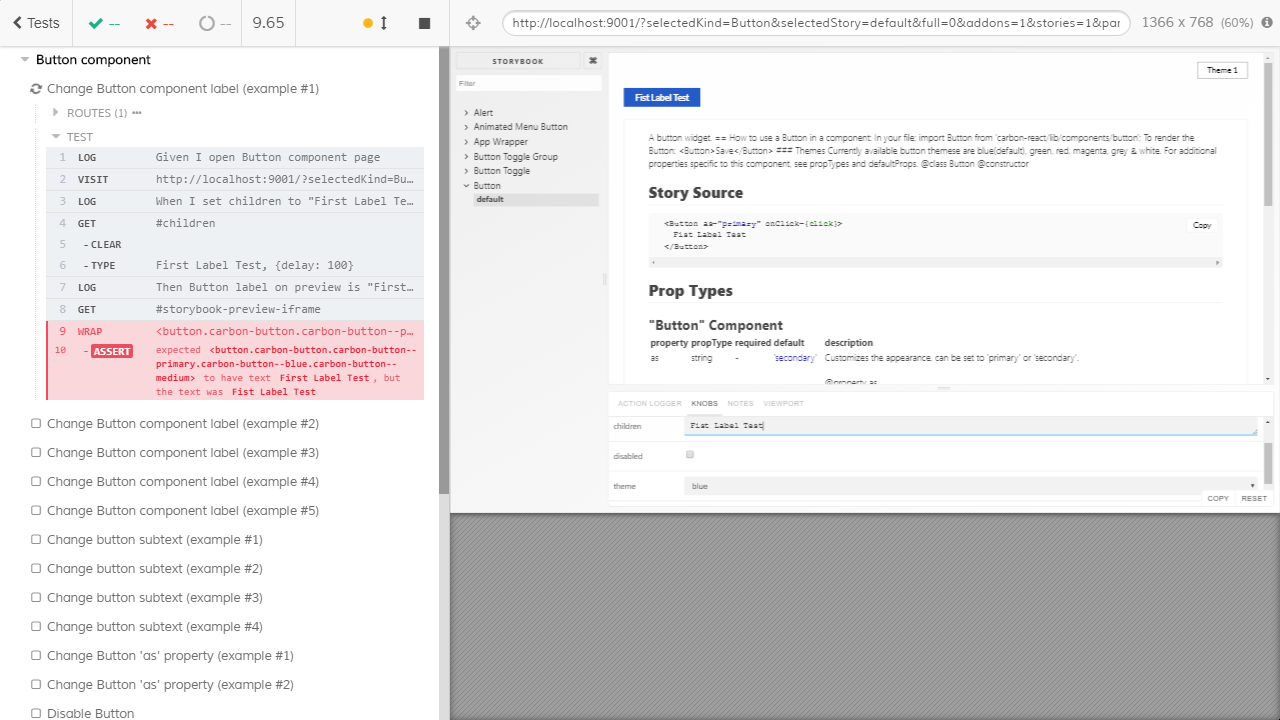 Tests
--
--
--
9.65
http://localhost:9001/?selectedKind=Button&selectedStory=default&full=0&addons=1&stories=1&par
1366 x 768 (60%)
Button component
Change Button component label (example #1)
ROUTES (1) •••
TEST
1 LOG Given I open Button component page
2 VISIT http://localhost:9001/?selectedKind=Bu…
3 LOG When I set children to "First Label Te…
4 GET #children
5 - CLEAR
6 - TYPE First Label Test, {delay: 100}
7 LOG Then Button label on preview is "First…
8 GET #storybook-preview-iframe
9 WRAP <button.carbon-button.carbon-button--p…
10 - ASSERT expected <button.carbon-button.carbon-button--
primary.carbon-button--blue.carbon-button--
medium> to have text First Label Test, but
the text was Fist Label Test
Change Button component label (example #2)
Change Button component label (example #3)
Change Button component label (example #4)
Change Button component label (example #5)
Change button subtext (example #1)
Change button subtext (example #2)
Change button subtext (example #3)
Change button subtext (example #4)
Change Button 'as' property (example #1)
Change Button 'as' property (example #2)
Disable Button
STORYBOOK
⌘
Filter
Alert
Animated Menu Button
App Wrapper
Button Toggle Group
Button Toggle
Button
default
Theme 1
Fist Label Test
A button widget. == How to use a Button in a component: In your file: import Button from 'carbon-react/lib/components/button'; To render the
Button: <Button>Save</Button> ### Themes Currently available button themese are blue(default), green, red, magenta, grey & white. For additional
properties specific to this component, see propTypes and defaultProps. @class Button @constructor
Story Source
<Button as="primary" onClick={click}>
Fist Label Test
</Button>
Copy
Prop Types
"Button" Component
property propType required default description
as string - 'secondary' Customizes the appearance, can be set to 'primary' or 'secondary'.
@property as
ACTION LOGGER KNOBS NOTES VIEWPORT
children Fist Label Test
disabled
theme blue
COPY RESET